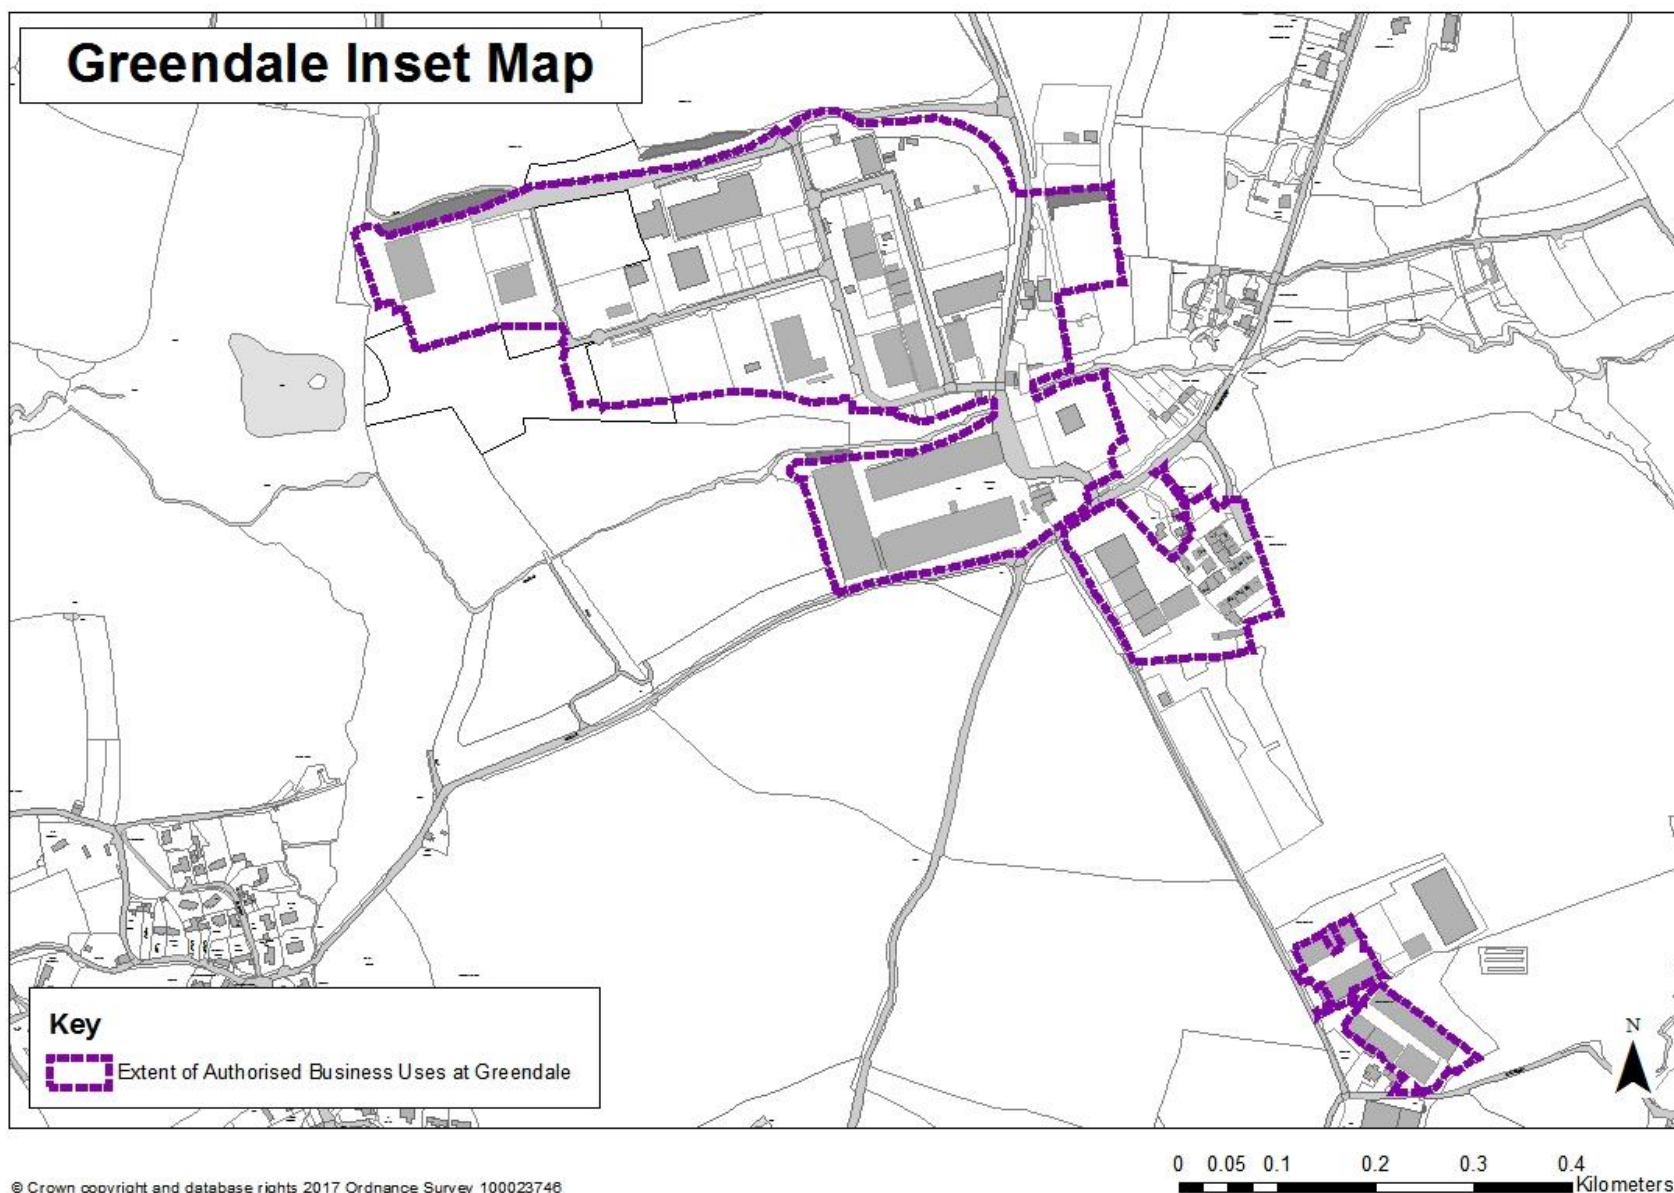 Greendale Inset Map
Key
Extent of Authorised Business Uses at Greendale
N
0 0.05 0.1 0.2 0.3 0.4
Kilometers
© Crown copyright and database rights 2017 Ordnance Survey 100023746